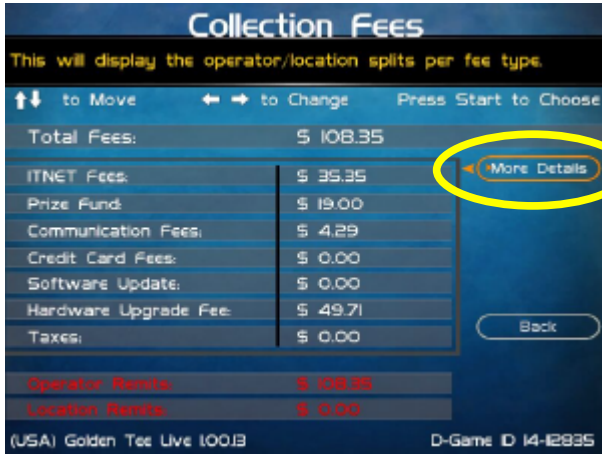 Collection Fees
This will display the operator/location splits per fee type.
to Move to Change Press Start to Choose
Total Fees: $ 108.35
More Details
ITNET Fees: $ 35.35
Prize Fund: $ 19.00
Communication Fees: $ 4.29
Credit Card Fees: $ 0.00
Software Update: $ 0.00
Hardware Upgrade Fee: $ 49.71
Back
Taxes: $ 0.00
Operator Remits: $ 108.35
Location Remits: $ 0.00
(USA) Golden Tee Live 1.00.13 D-Game ID 14-12835